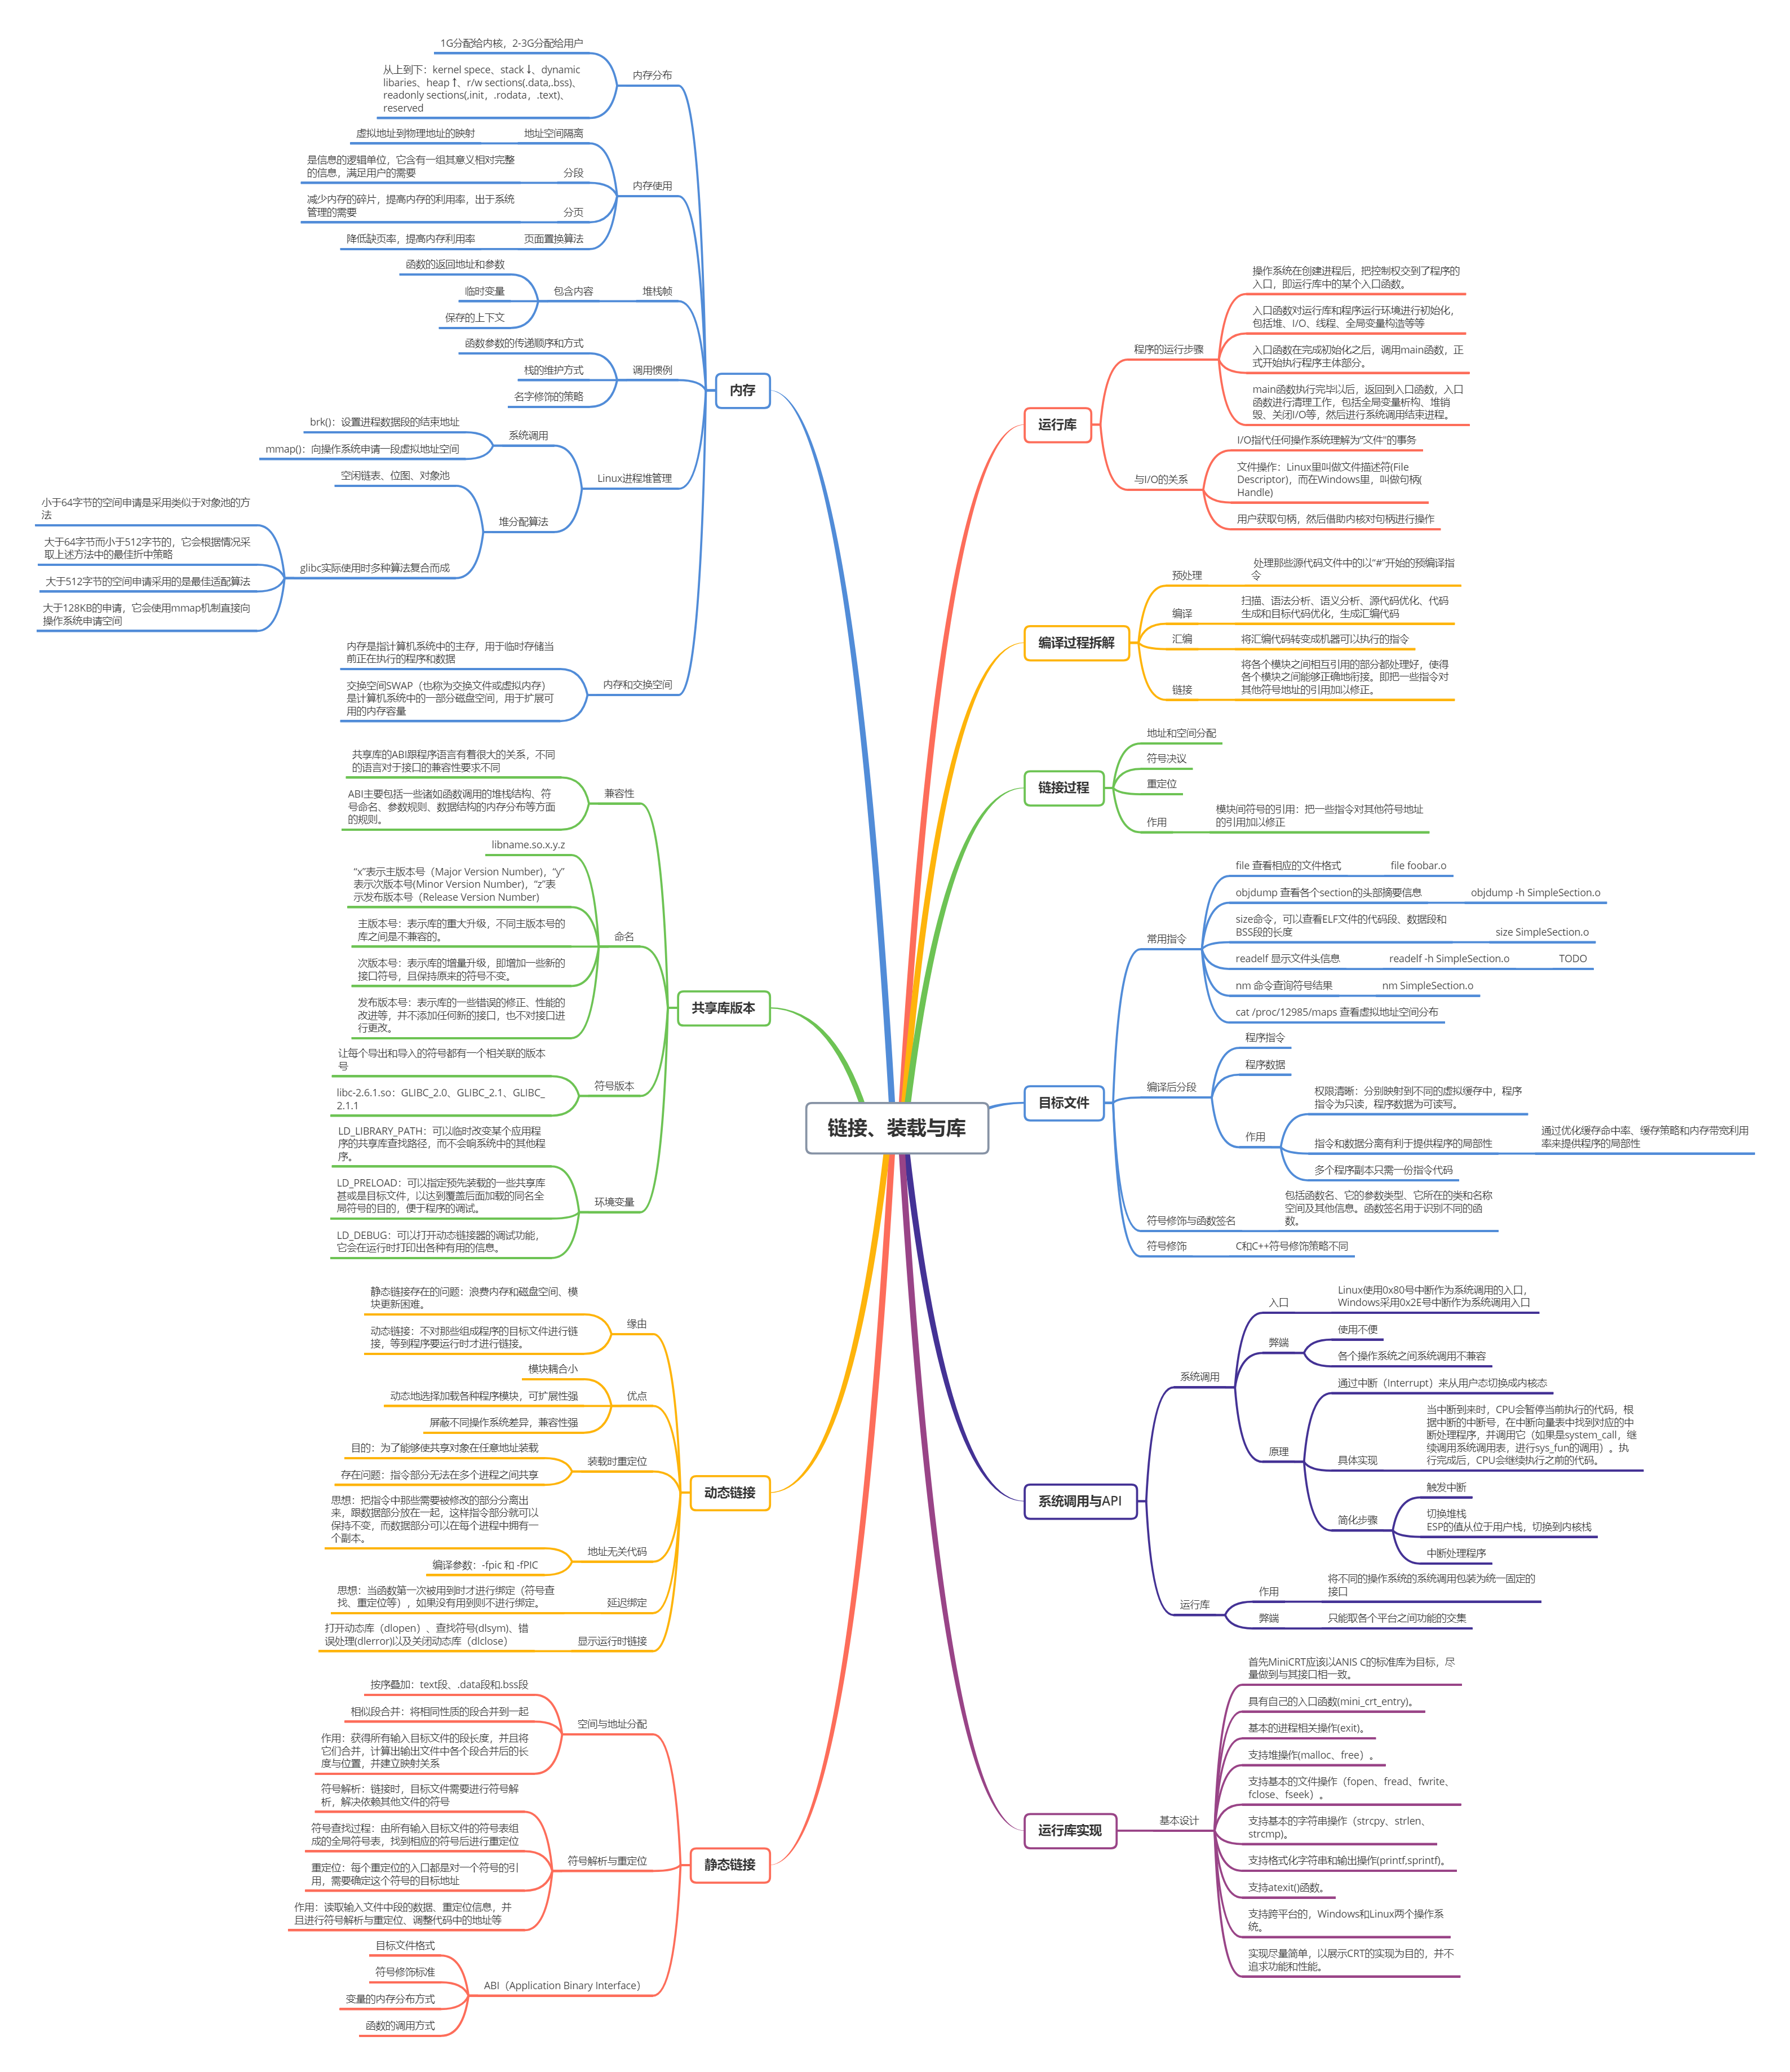 链接、装载与库
运行库
程序的运行步骤
操作系统在创建进程后，把控制权交到了程序的
入口，即运行库中的某个入口函数。
入口函数对运行库和程序运行环境进行初始化，
包括堆、I/O、线程、全局变量构造等等
入口函数在完成初始化之后，调用main函数，正
式开始执行程序主体部分。
main函数执行完毕以后，返回到入口函数，入口
函数进行清理工作，包括全局变量析构、堆销
毁、关闭I/O等，然后进行系统调用结束进程。
与I/O的关系
I/O指代任何操作系统理解为“文件”的事务
文件操作：Linux里叫做文件描述符(File
Descriptor)，而在Windows里，叫做句柄(
Handle)
用户获取句柄，然后借助内核对句柄进行操作
编译过程拆解
预处理
处理那些源代码文件中的以“#”开始的预编译指
令
编译
扫描、语法分析、语义分析、源代码优化、代码
生成和目标代码优化，生成汇编代码
汇编
将汇编代码转变成机器可以执行的指令
链接
将各个模块之间相互引用的部分都处理好，使得
各个模块之间能够正确地衔接。即把一些指令对
其他符号地址的引用加以修正。
链接过程
地址和空间分配
符号决议
重定位
作用
模块间符号的引用：把一些指令对其他符号地址
的引用加以修正
目标文件
常用指令
file 查看相应的文件格式
file foobar.o
objdump 查看各个section的头部摘要信息
objdump -h SimpleSection.o
size命令，可以查看ELF文件的代码段、数据段和
BSS段的长度
size SimpleSection.o
readelf 显示文件头信息
readelf -h SimpleSection.o
TODO
nm 命令查询符号结果
nm SimpleSection.o
cat /proc/12985/maps 查看虚拟地址空间分布
编译后分段
程序指令
程序数据
作用
权限清晰：分别映射到不同的虚拟缓存中，程序
指令为只读，程序数据为可读写。
指令和数据分离有利于提供程序的局部性
通过优化缓存命中率、缓存策略和内存带宽利用
率来提供程序的局部性
多个程序副本只需一份指令代码
符号修饰与函数签名
包括函数名、它的参数类型、它所在的类和名称
空间及其他信息。函数签名用于识别不同的函
数。
符号修饰
C和C++符号修饰策略不同
系统调用与API
系统调用
入口
Linux使用0x80号中断作为系统调用的入口，
Windows采用0x2E号中断作为系统调用入口
弊端
使用不便
各个操作系统之间系统调用不兼容
原理
通过中断（Interrupt）来从用户态切换成内核态
具体实现
当中断到来时，CPU会暂停当前执行的代码，根
据中断的中断号，在中断向量表中找到对应的中
断处理程序，并调用它（如果是system_call，继
续调用系统调用表，进行sys_fun的调用）。执
行完成后，CPU会继续执行之前的代码。
简化步骤
触发中断
切换堆栈
ESP的值从位于用户栈，切换到内核栈
中断处理程序
运行库
作用
将不同的操作系统的系统调用包装为统一固定的
接口
弊端
只能取各个平台之间功能的交集
运行库实现
基本设计
首先MiniCRT应该以ANIS C的标准库为目标，尽
量做到与其接口相一致。
具有自己的入口函数(mini_crt_entry)。
基本的进程相关操作(exit)。
支持堆操作(malloc、free）。
支持基本的文件操作（fopen、fread、fwrite、
fclose、fseek）。
支持基本的字符串操作（strcpy、strlen、
strcmp)。
支持格式化字符串和输出操作(printf,sprintf)。
支持atexit()函数。
支持跨平台的，Windows和Linux两个操作系
统。
实现尽量简单，以展示CRT的实现为目的，并不
追求功能和性能。
内存
内存分布
1G分配给内核，2-3G分配给用户
从上到下：kernel spece、stack⬇、dynamic
libaries、heap⬆、r/w sections(.data,.bss)、
readonly sections(.init，.rodata，.text)、
reserved
内存使用
地址空间隔离
虚拟地址到物理地址的映射
分段
是信息的逻辑单位，它含有一组其意义相对完整
的信息，满足用户的需要
分页
减少内存的碎片，提高内存的利用率，出于系统
管理的需要
页面置换算法
降低缺页率，提高内存利用率
堆栈帧
包含内容
函数的返回地址和参数
临时变量
保存的上下文
调用惯例
函数参数的传递顺序和方式
栈的维护方式
名字修饰的策略
Linux进程堆管理
系统调用
brk()：设置进程数据段的结束地址
mmap()：向操作系统申请一段虚拟地址空间
堆分配算法
空闲链表、位图、对象池
glibc实际使用时多种算法复合而成
小于64字节的空间申请是采用类似于对象池的方
法
大于64字节而小于512字节的，它会根据情况采
取上述方法中的最佳折中策略
大于512字节的空间申请采用的是最佳适配算法
大于128KB的申请，它会使用mmap机制直接向
操作系统申请空间
内存和交换空间
内存是指计算机系统中的主存，用于临时存储当
前正在执行的程序和数据
交换空间SWAP（也称为交换文件或虚拟内存）
是计算机系统中的一部分磁盘空间，用于扩展可
用的内存容量
共享库版本
兼容性
共享库的ABI跟程序语言有着很大的关系，不同
的语言对于接口的兼容性要求不同
ABI主要包括一些诸如函数调用的堆栈结构、符
号命名、参数规则、数据结构的内存分布等方面
的规则。
命名
libname.so.x.y.z
“x”表示主版本号（Major Version Number)，“y”
表示次版本号(Minor Version Number)，“z”表
示发布版本号（Release Version Number)
主版本号：表示库的重大升级，不同主版本号的
库之间是不兼容的。
次版本号：表示库的增量升级，即增加一些新的
接口符号，且保持原来的符号不变。
发布版本号：表示库的一些错误的修正、性能的
改进等，并不添加任何新的接口，也不对接口进
行更改。
符号版本
让每个导出和导入的符号都有一个相关联的版本
号
libc-2.6.1.so：GLIBC_2.0、GLIBC_2.1、GLIBC_
2.1.1
环境变量
LD_LIBRARY_PATH：可以临时改变某个应用程
序的共享库查找路径，而不会响系统中的其他程
序。
LD_PRELOAD：可以指定预先装载的一些共享库
甚或是目标文件，以达到覆盖后面加载的同名全
局符号的目的，便于程序的调试。
LD_DEBUG：可以打开动态链接器的调试功能，
它会在运行时打印出各种有用的信息。
动态链接
缘由
静态链接存在的问题：浪费内存和磁盘空间、模
块更新困难。
动态链接：不对那些组成程序的目标文件进行链
接，等到程序要运行时才进行链接。
优点
模块耦合小
动态地选择加载各种程序模块，可扩展性强
屏蔽不同操作系统差异，兼容性强
装载时重定位
目的：为了能够使共享对象在任意地址装载
存在问题：指令部分无法在多个进程之间共享
地址无关代码
思想：把指令中那些需要被修改的部分分离出
来，跟数据部分放在一起，这样指令部分就可以
保持不变，而数据部分可以在每个进程中拥有一
个副本。
编译参数：-fpic 和 -fPIC
延迟绑定
思想：当函数第一次被用到时才进行绑定（符号查
找、重定位等），如果没有用到则不进行绑定。
显示运行时链接
打开动态库（dlopen）、查找符号(dlsym)、错
误处理(dlerror)以及关闭动态库（dlclose）
静态链接
空间与地址分配
按序叠加：text段、.data段和.bss段
相似段合并：将相同性质的段合并到一起
作用：获得所有输入目标文件的段长度，并且将
它们合并，计算出输出文件中各个段合并后的长
度与位置，并建立映射关系
符号解析与重定位
符号解析：链接时，目标文件需要进行符号解
析，解决依赖其他文件的符号
符号查找过程：由所有输入目标文件的符号表组
成的全局符号表，找到相应的符号后进行重定位
重定位：每个重定位的入口都是对一个符号的引
用，需要确定这个符号的目标地址
作用：读取输入文件中段的数据、重定位信息，并
且进行符号解析与重定位、调整代码中的地址等
ABI（Application Binary Interface）
目标文件格式
符号修饰标准
变量的内存分布方式
函数的调用方式